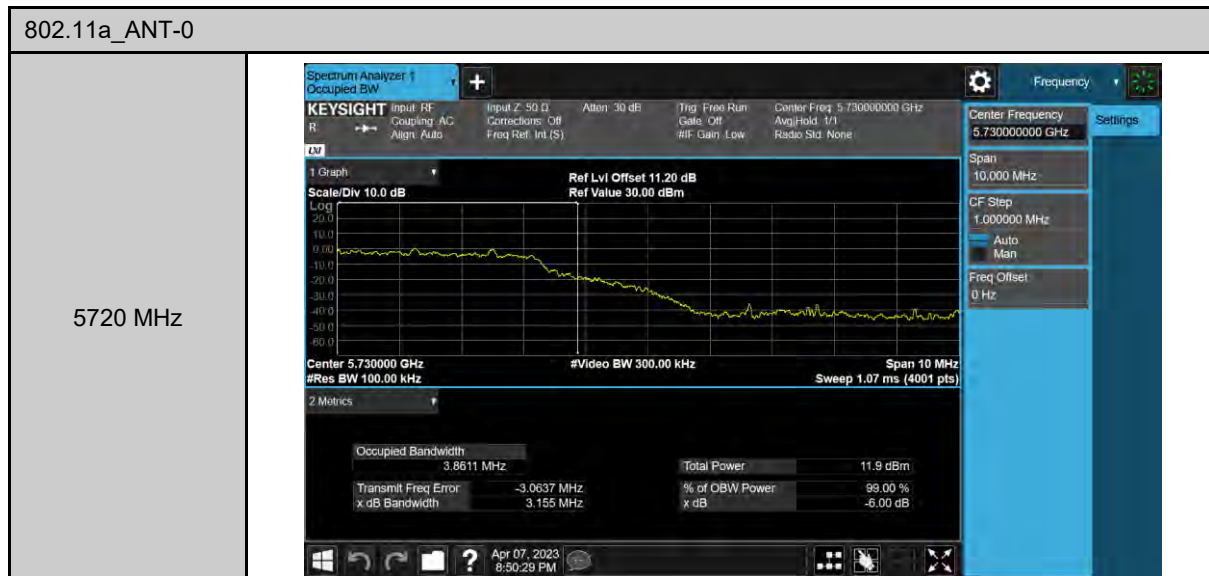 802.11a_ANT-0
5720 MHz
Spectrum Analyzer 1
Occupied BW
+
Frequency
KEYSIGHT
R
LXI
Input: RF
Coupling: AC
Align: Auto
Input Z: 50 Ω
Corrections: Off
Freq Ref: Int (S)
Atten: 30 dB
Trig: Free Run
Gate: Off
#IF Gain: Low
Center Freq: 5.730000000 GHz
Avg|Hold: 1/1
Radio Std: None
Center Frequency
5.730000000 GHz
Settings
Span
10.000 MHz
CF Step
1.000000 MHz
Auto
Man
Freq Offset
0 Hz
1 Graph
Scale/Div 10.0 dB
Ref Lvl Offset 11.20 dB
Ref Value 30.00 dBm
Log
20.0
10.0
0.00
-10.0
-20.0
-30.0
-40.0
-50.0
-60.0
Center 5.730000 GHz
#Video BW 300.00 kHz
Span 10 MHz
#Res BW 100.00 kHz
Sweep 1.07 ms (4001 pts)
2 Metrics
Occupied Bandwidth
3.8611 MHz
Total Power 11.9 dBm
Transmit Freq Error -3.0637 MHz
% of OBW Power 99.00 %
x dB Bandwidth 3.155 MHz
x dB -6.00 dB
?
Apr 07, 2023
8:50:29 PM